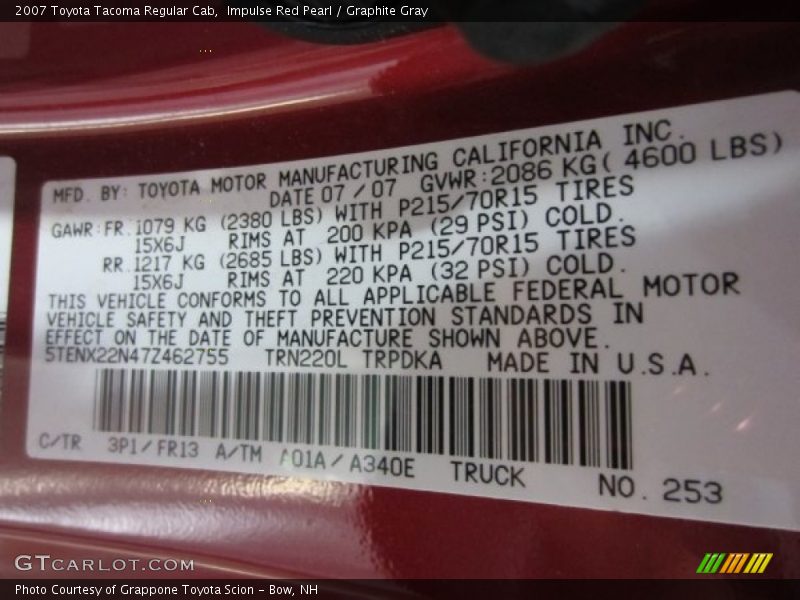 2007 Toyota Tacoma Regular Cab,  Impulse Red Pearl / Graphite Gray
MFD. BY: TOYOTA MOTOR MANUFACTURING CALIFORNIA INC.
DATE 07 / 07 GVWR:2086 KG( 4600 LBS)
GAWR:FR.1079 KG (2380 LBS) WITH P215/70R15 TIRES
15X6J RIMS AT 200 KPA (29 PSI) COLD.
RR.1217 KG (2685 LBS) WITH P215/70R15 TIRES
15X6J RIMS AT 220 KPA (32 PSI) COLD.
THIS VEHICLE CONFORMS TO ALL APPLICABLE FEDERAL MOTOR
VEHICLE SAFETY AND THEFT PREVENTION STANDARDS IN
EFFECT ON THE DATE OF MANUFACTURE SHOWN ABOVE.
5TENX22N47Z462755 TRN220L TRPDKA MADE IN U.S.A.
C/TR 3P1/FR13 A/TM A01A/A340E TRUCK NO. 253
GTCARLOT.COM
Photo Courtesy of Grappone Toyota Scion - Bow, NH